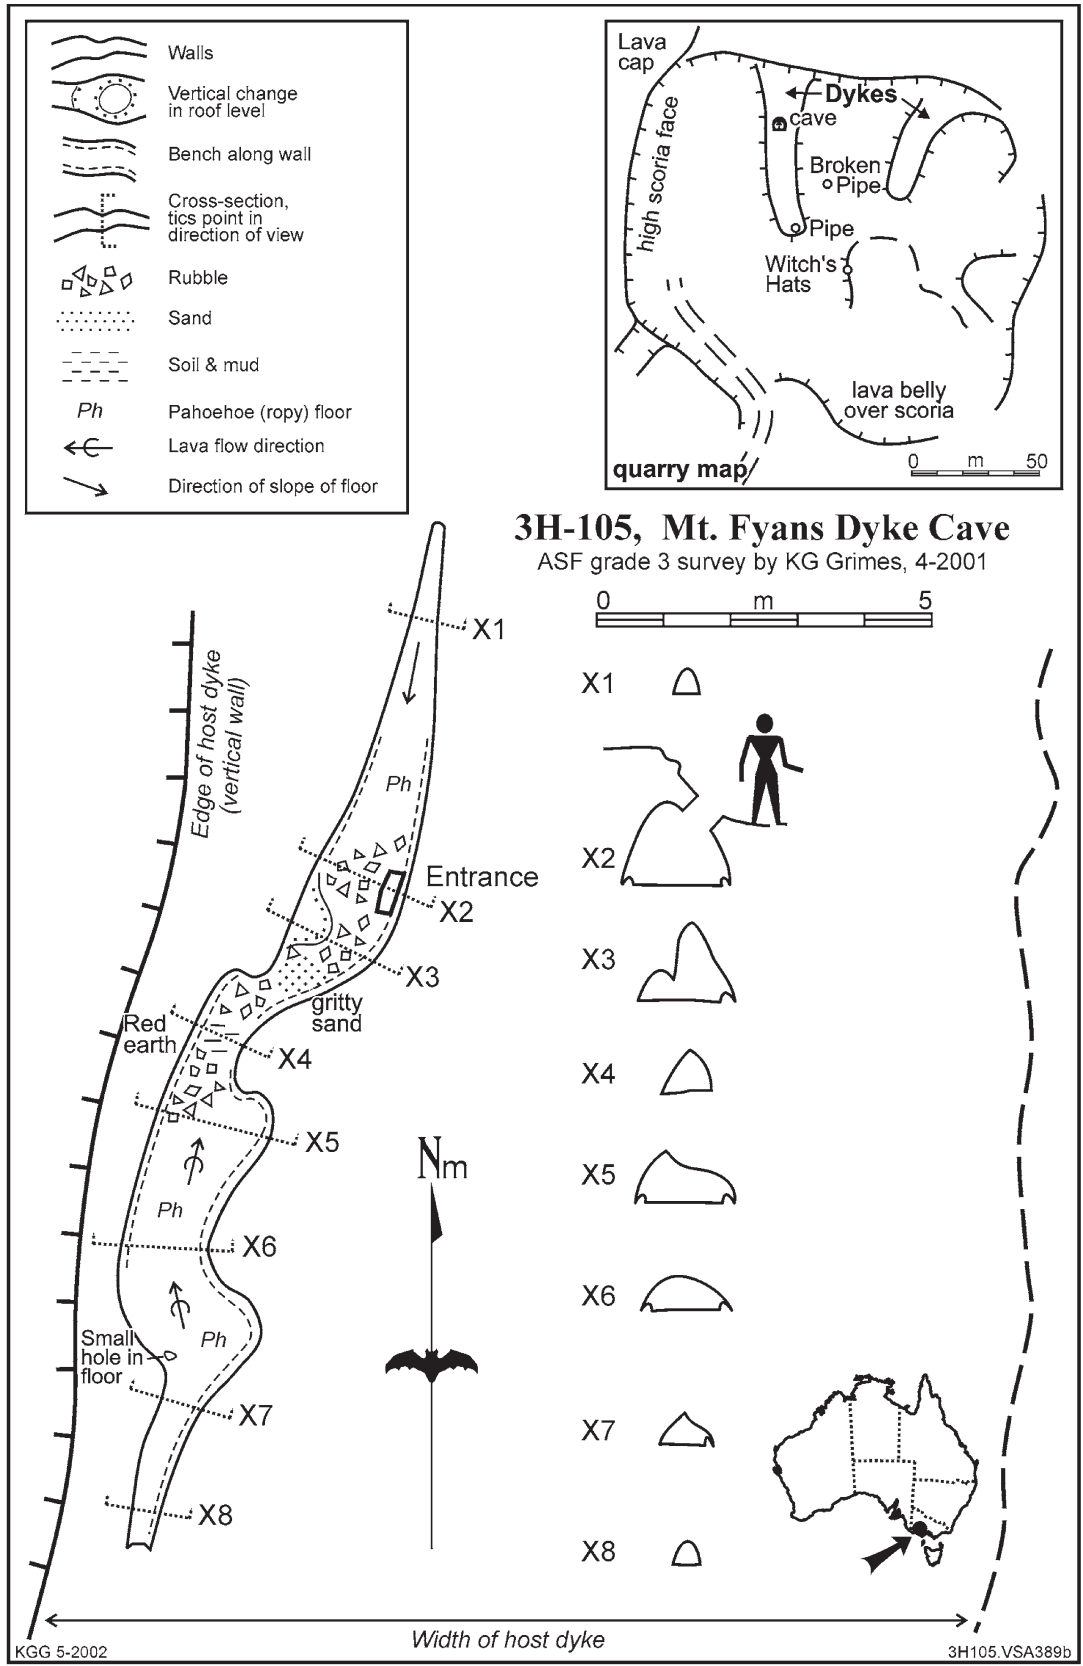 Walls
Vertical change
in roof level
Bench along wall
Cross-section,
tics point in
direction of view
Rubble
Sand
Soil & mud
Ph
Pahoehoe (ropy) floor
Lava flow direction
Direction of slope of floor
Lava
cap
high scoria face
Dykes
cave
Broken
Pipe
Pipe
Witch's
Hats
lava belly
over scoria
quarry map
0 m 50
3H-105, Mt. Fyans Dyke Cave
ASF grade 3 survey by KG Grimes, 4-2001
0 m 5
Edge of host dyke
(vertical wall)
X1
Ph
Entrance
X2
X3
gritty
sand
Red
earth
X4
X5
Ph
X6
Ph
Small
hole in
floor
X7
X8
Nm
X1
X2
X3
X4
X5
X6
X7
X8
Width of host dyke
KGG 5-2002
3H105.VSA389b